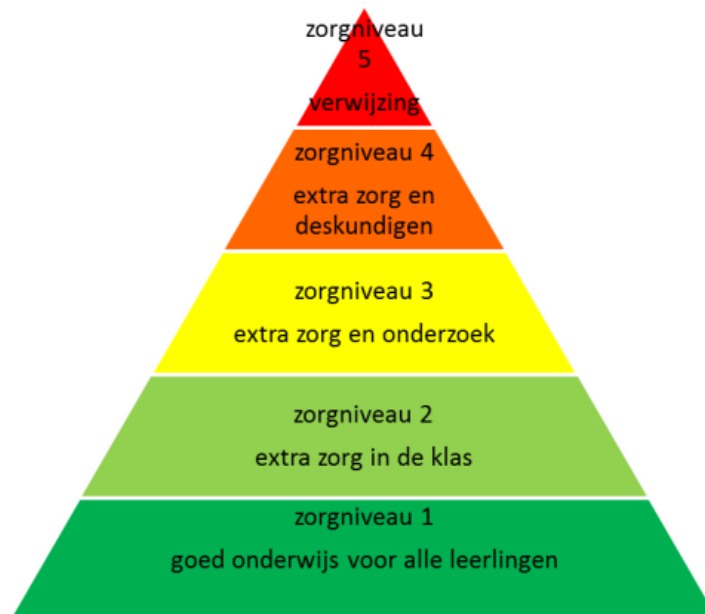 zorgniveau
5
verwijzing
zorgniveau 4
extra zorg en
deskundigen
zorgniveau 3
extra zorg en onderzoek
zorgniveau 2
extra zorg in de klas
zorgniveau 1
goed onderwijs voor alle leerlingen